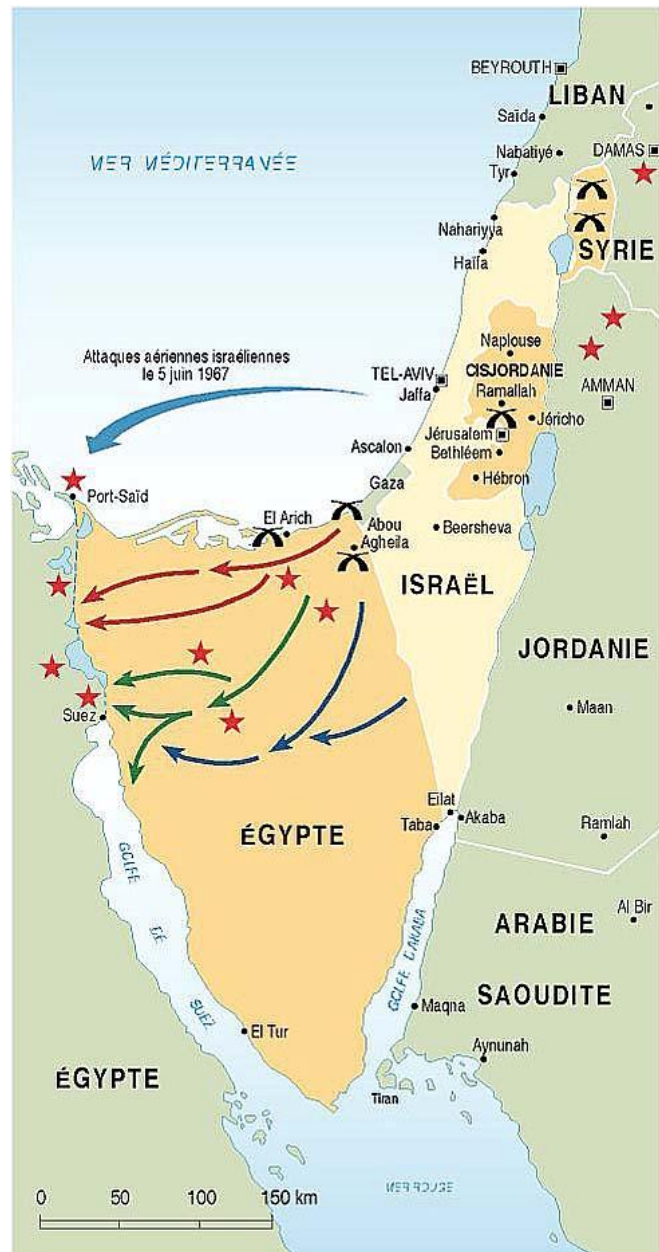 BEYROUTH
LIBAN
Saïda
Nabatiyé
DAMAS
Tyr
MER MÉDITERRANÉE
Nahariyya
SYRIE
Haïfa
Naplouse
Attaques aériennes israéliennes
le 5 juin 1967
CISJORDANIE
TEL-AVIV
Ramallah
AMMAN
Jaffa
Jéricho
Jérusalem
Ascalon
Bethléem
Gaza
Hébron
Port-Saïd
El Arich
Abou
Agheila
Beersheva
ISRAËL
JORDANIE
Suez
Maan
Eilat
Taba
Akaba
ÉGYPTE
Ramlah
GOLFE DE SUEZ
GOLFE D'AKABA
ARABIE
SAOUDITE
Al Bir
Maqna
El Tur
Aynunah
ÉGYPTE
Tiran
MER ROUGE
0 50 100 150 km